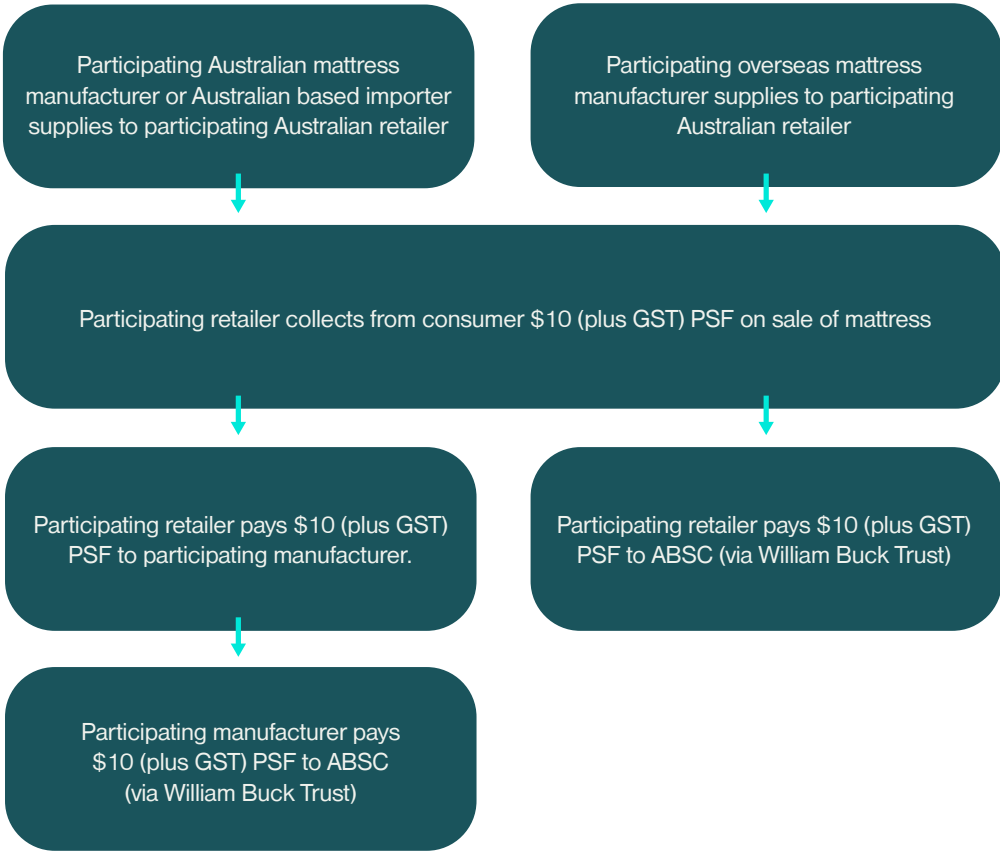 Participating Australian mattress
manufacturer or Australian based importer
supplies to participating Australian retailer
Participating overseas mattress
manufacturer supplies to participating
Australian retailer
Participating retailer collects from consumer $10 (plus GST) PSF on sale of mattress
Participating retailer pays $10 (plus GST)
PSF to participating manufacturer.
Participating retailer pays $10 (plus GST)
PSF to ABSC (via William Buck Trust)
Participating manufacturer pays
$10 (plus GST) PSF to ABSC
(via William Buck Trust)